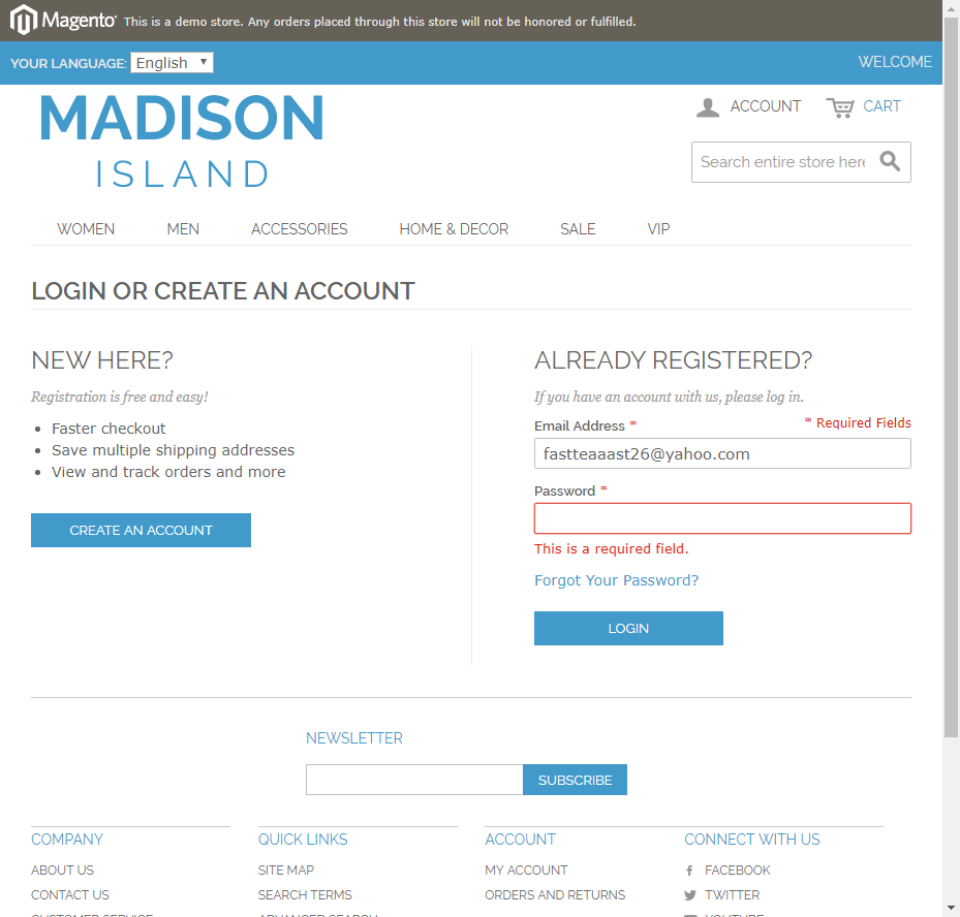 Magento® This is a demo store. Any orders placed through this store will not be honored or fulfilled.
YOUR LANGUAGE: English WELCOME
MADISON
ISLAND
ACCOUNT CART
Search entire store here
WOMEN MEN ACCESSORIES HOME & DECOR SALE VIP
LOGIN OR CREATE AN ACCOUNT
NEW HERE?
Registration is free and easy!
Faster checkout
Save multiple shipping addresses
View and track orders and more
CREATE AN ACCOUNT
ALREADY REGISTERED?
If you have an account with us, please log in.
Email Address * * Required Fields
fastteaaast26@yahoo.com
Password *
This is a required field.
Forgot Your Password?
LOGIN
NEWSLETTER
SUBSCRIBE
COMPANY QUICK LINKS ACCOUNT CONNECT WITH US
ABOUT US SITE MAP MY ACCOUNT FACEBOOK
CONTACT US SEARCH TERMS ORDERS AND RETURNS TWITTER
CUSTOMER SERVICE ADVANCED SEARCH YOUTUBE